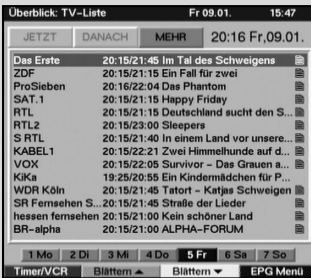 Überblick: TV-Liste Fr 09.01. 15:47
JETZT DANACH MEHR 20:16 Fr,09.01.
Das Erste 20:15/21:45 Im Tal des Schweigens
ZDF 20:15/21:15 Ein Fall für zwei
ProSieben 20:16/22:04 Das Phantom
SAT.1 20:15/21:15 Happy Friday
RTL 20:15/21:15 Deutschland sucht den S...
RTL2 20:15/23:00 Sleepers
S RTL 20:15/21:40 In einem Land vor unsere...
KABEL1 20:15/22:21 Zwei Himmelhunde auf d...
VOX 20:15/22:05 Survivor - Das Grauen a...
KiKa 19:25/20:55 Ein Kindermädchen für P...
WDR Köln 20:15/21:45 Tatort - Katjas Schweigen
SR Fernsehen S... 20:15/21:45 Straße der Lieder
hessen fernsehen 20:15/21:00 Kein schöner Land
BR-alpha 20:15/21:00 ALPHA-FORUM
1 Mo 2 Di 3 Mi 4 Do 5 Fr 6 Sa 7 So
Timer/VCR Blättern ▲ Blättern ▼ EPG Menü